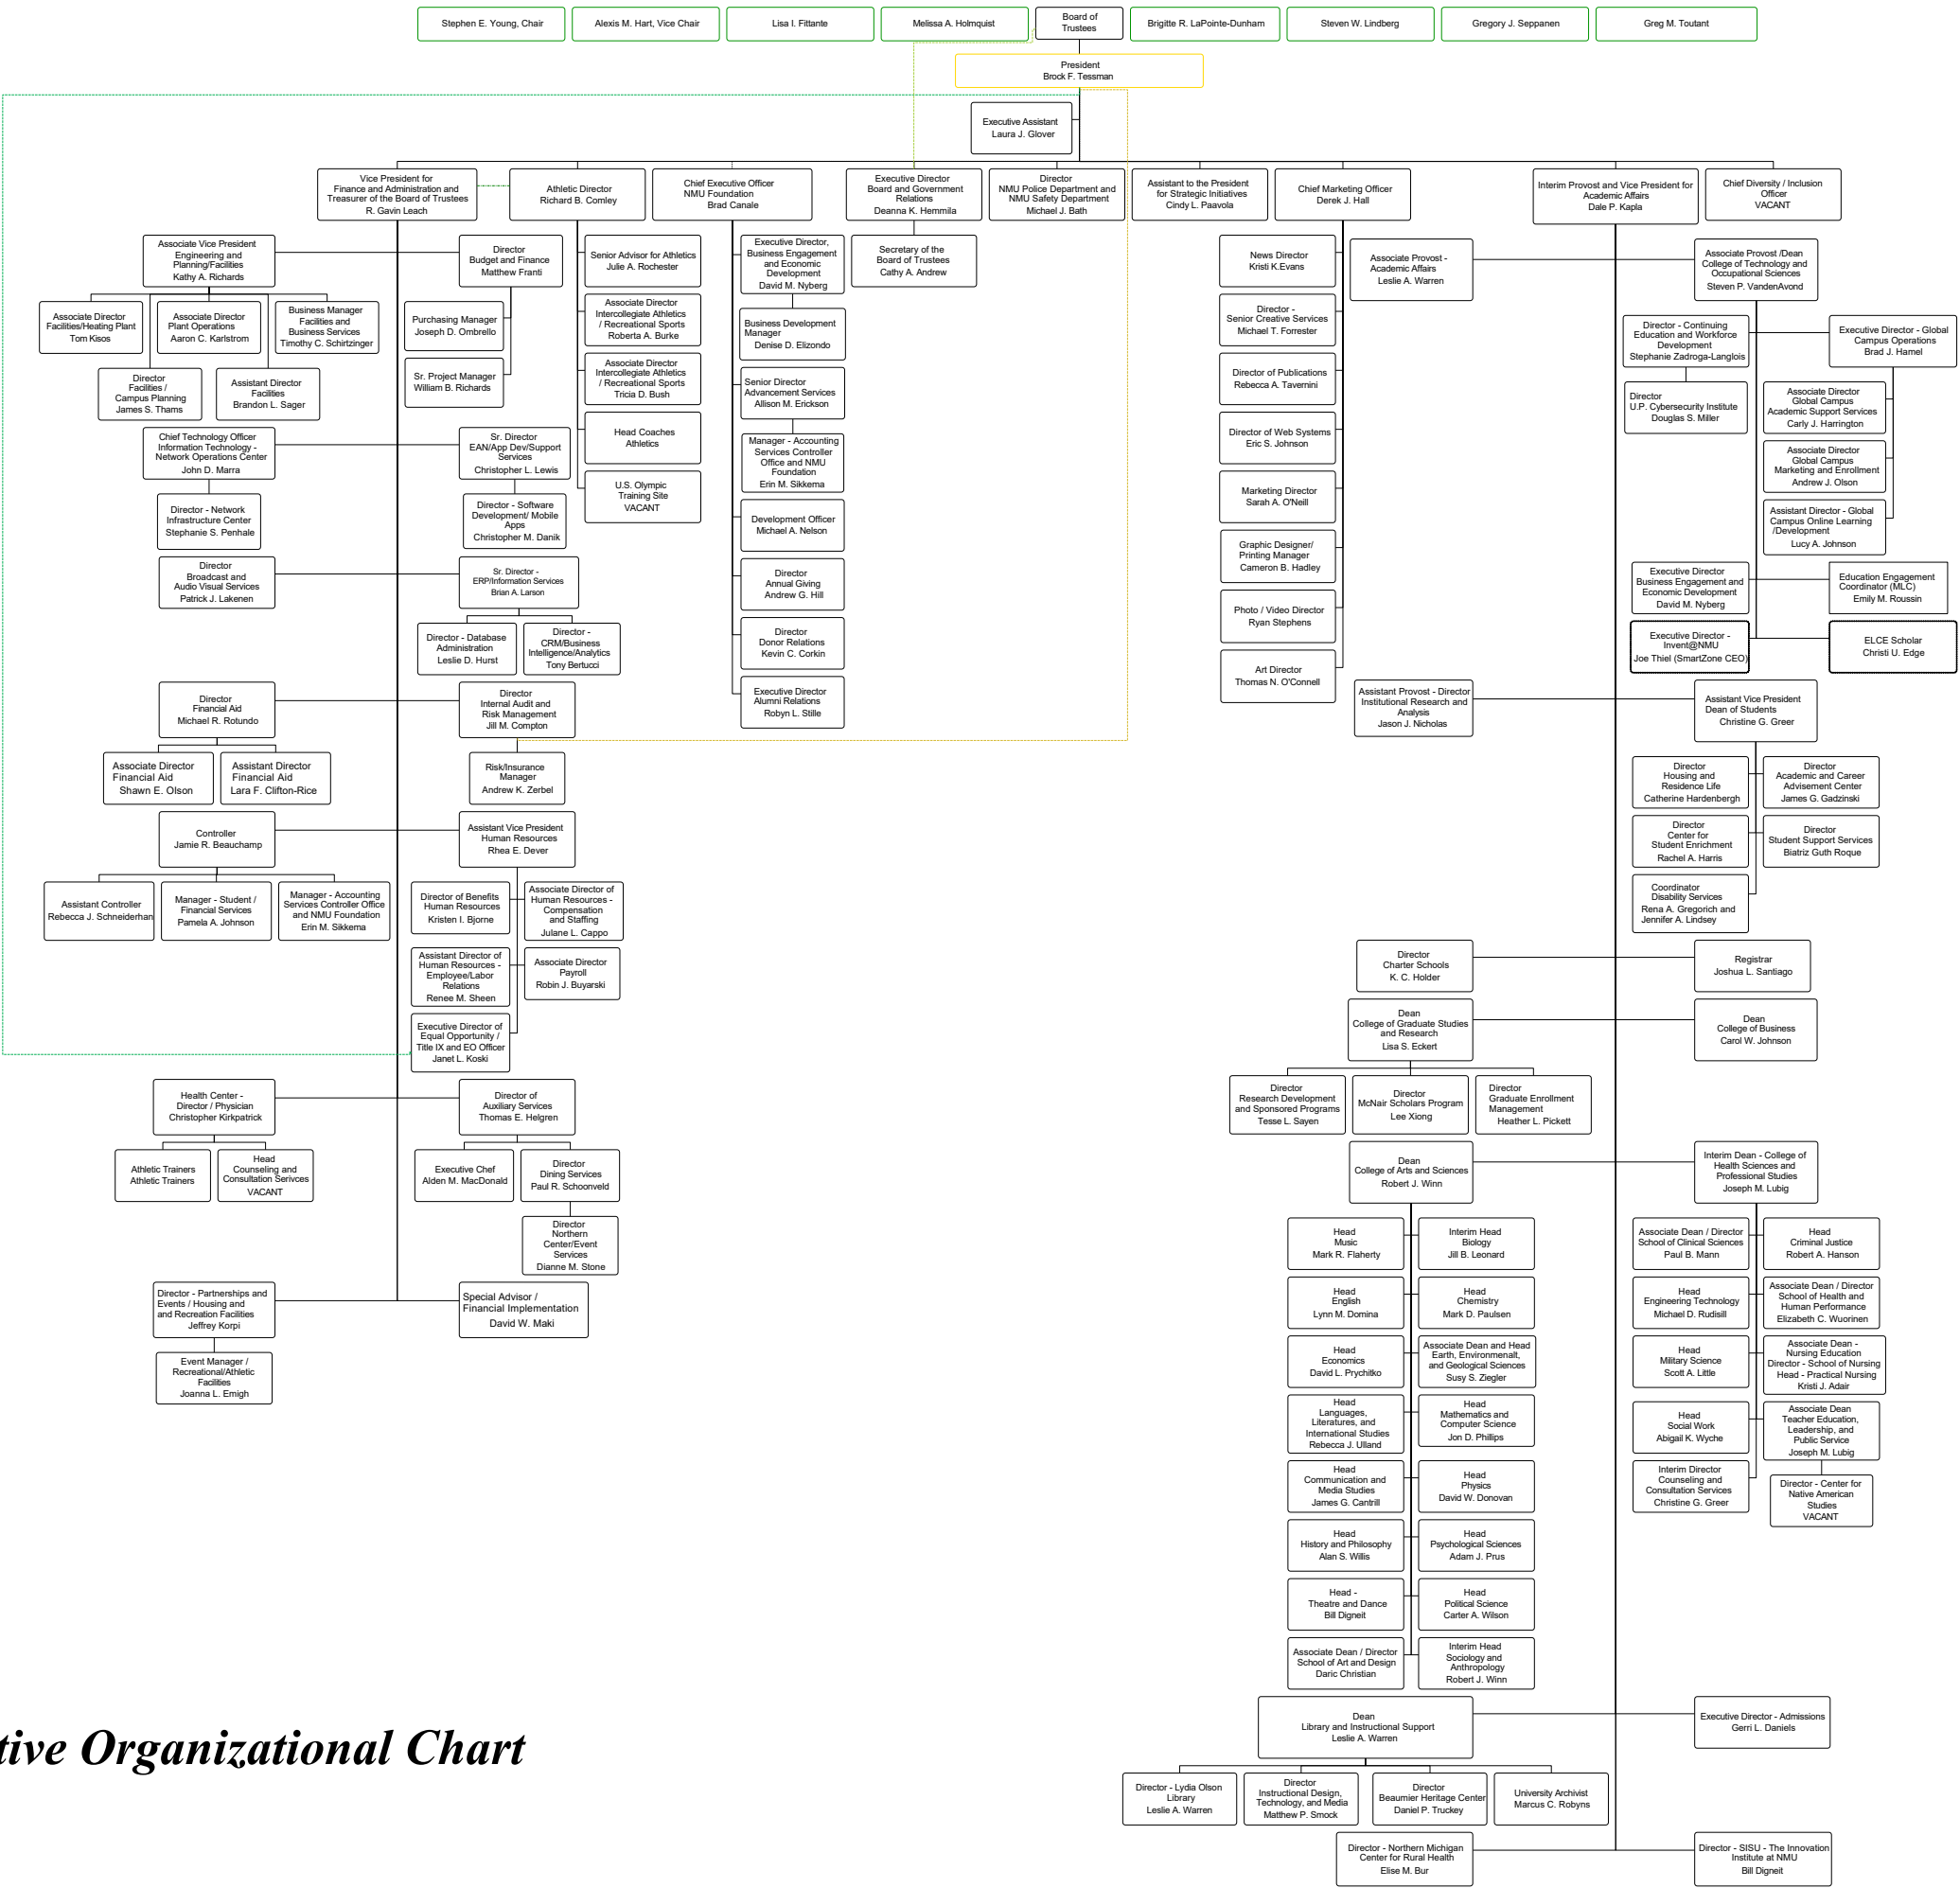 Stephen E. Young, Chair
Alexis M. Hart, Vice Chair
Lisa I. Fittante
Melissa A. Holmquist
Board of
Trustees
Brigitte R. LaPointe-Dunham
Steven W. Lindberg
Gregory J. Seppanen
Greg M. Toutant
President
Brock F. Tessman
Executive Assistant
Laura J. Glover
Vice President for
Finance and Administration and
Treasurer of the Board of Trustees
R. Gavin Leach
Athletic Director
Richard B. Comley
Chief Executive Officer
NMU Foundation
Brad Canale
Executive Director
Board and Government
Relations
Deanna K. Hemmila
Director
NMU Police Department and
NMU Safety Department
Michael J. Bath
Assistant to the President
for Strategic Initiatives
Cindy L. Paavola
Chief Marketing Officer
Derek J. Hall
Interim Provost and Vice President for
Academic Affairs
Dale P. Kapla
Chief Diversity / Inclusion
Officer
VACANT
Associate Vice President
Engineering and
Planning/Facilities
Kathy A. Richards
Director
Budget and Finance
Matthew Franti
Associate Director
Facilities/Heating Plant
Tom Kisos
Associate Director
Plant Operations
Aaron C. Karlstrom
Business Manager
Facilities and
Business Services
Timothy C. Schirtzinger
Director
Facilities /
Campus Planning
James S. Thams
Assistant Director
Facilities
Brandon L. Sager
Purchasing Manager
Joseph D. Ombrello
Sr. Project Manager
William B. Richards
Chief Technology Officer
Information Technology -
Network Operations Center
John D. Marra
Sr. Director
EAN/App Dev/Support
Services
Christopher L. Lewis
Director - Network
Infrastructure Center
Stephanie S. Penhale
Director - Software
Development/ Mobile
Apps
Christopher M. Danik
Director
Broadcast and
Audio Visual Services
Patrick J. Lakenen
Sr. Director -
ERP/Information Services
Brian A. Larson
Director - Database
Administration
Leslie D. Hurst
Director -
CRM/Business
Intelligence/Analytics
Tony Bertucci
Director
Financial Aid
Michael R. Rotundo
Director
Internal Audit and
Risk Management
Jill M. Compton
Associate Director
Financial Aid
Shawn E. Olson
Assistant Director
Financial Aid
Lara F. Clifton-Rice
Risk/Insurance
Manager
Andrew K. Zerbel
Controller
Jamie R. Beauchamp
Assistant Vice President
Human Resources
Rhea E. Dever
Assistant Controller
Rebecca J. Schneiderhan
Manager - Student /
Financial Services
Pamela A. Johnson
Manager - Accounting
Services Controller Office
and NMU Foundation
Erin M. Sikkema
Director of Benefits
Human Resources
Kristen I. Bjorne
Associate Director of
Human Resources -
Compensation
and Staffing
Julane L. Cappo
Assistant Director of
Human Resources -
Employee/Labor
Relations
Renee M. Sheen
Associate Director
Payroll
Robin J. Buyarski
Executive Director of
Equal Opportunity /
Title IX and EO Officer
Janet L. Koski
Health Center -
Director / Physician
Christopher Kirkpatrick
Director of
Auxiliary Services
Thomas E. Helgren
Athletic Trainers
Athletic Trainers
Head
Counseling and
Consultation Serivces
VACANT
Executive Chef
Alden M. MacDonald
Director
Dining Services
Paul R. Schoonveld
Director
Northern
Center/Event
Services
Dianne M. Stone
Director - Partnerships and
Events / Housing and
and Recreation Facilities
Jeffrey Korpi
Special Advisor /
Financial Implementation
David W. Maki
Event Manager /
Recreational/Athletic
Facilities
Joanna L. Emigh
Senior Advisor for Athletics
Julie A. Rochester
Associate Director
Intercollegiate Athletics
/ Recreational Sports
Roberta A. Burke
Associate Director
Intercollegiate Athletics
/ Recreational Sports
Tricia D. Bush
Head Coaches
Athletics
U.S. Olympic
Training Site
VACANT
Executive Director,
Business Engagement
and Economic
Development
David M. Nyberg
Business Development
Manager
Denise D. Elizondo
Senior Director
Advancement Services
Allison M. Erickson
Manager - Accounting
Services Controller
Office and NMU
Foundation
Erin M. Sikkema
Development Officer
Michael A. Nelson
Director
Annual Giving
Andrew G. Hill
Director
Donor Relations
Kevin C. Corkin
Executive Director
Alumni Relations
Robyn L. Stille
Secretary of the
Board of Trustees
Cathy A. Andrew
News Director
Kristi K.Evans
Director -
Senior Creative Services
Michael T. Forrester
Director of Publications
Rebecca A. Tavernini
Director of Web Systems
Eric S. Johnson
Marketing Director
Sarah A. O'Neill
Graphic Designer/
Printing Manager
Cameron B. Hadley
Photo / Video Director
Ryan Stephens
Art Director
Thomas N. O'Connell
Associate Provost -
Academic Affairs
Leslie A. Warren
Associate Provost /Dean
College of Technology and
Occupational Sciences
Steven P. VandenAvond
Director - Continuing
Education and Workforce
Development
Stephanie Zadroga-Langlois
Executive Director - Global
Campus Operations
Brad J. Hamel
Director
U.P. Cybersecurity Institute
Douglas S. Miller
Associate Director
Global Campus
Academic Support Services
Carly J. Harrington
Associate Director
Global Campus
Marketing and Enrollment
Andrew J. Olson
Assistant Director - Global
Campus Online Learning
/Development
Lucy A. Johnson
Executive Director
Business Engagement and
Economic Development
David M. Nyberg
Education Engagement
Coordinator (MLC)
Emily M. Roussin
Executive Director -
Invent@NMU
Joe Thiel (SmartZone CEO)
ELCE Scholar
Christi U. Edge
Assistant Provost - Director
Institutional Research and
Analysis
Jason J. Nicholas
Assistant Vice President
Dean of Students
Christine G. Greer
Director
Housing and
Residence Life
Catherine Hardenbergh
Director
Academic and Career
Advisement Center
James G. Gadzinski
Director
Center for
Student Enrichment
Rachel A. Harris
Director
Student Support Services
Biatriz Guth Roque
Coordinator
Disability Services
Rena A. Gregorich and
Jennifer A. Lindsey
Director
Charter Schools
K. C. Holder
Registrar
Joshua L. Santiago
Dean
College of Graduate Studies
and Research
Lisa S. Eckert
Dean
College of Business
Carol W. Johnson
Director
Research Development
and Sponsored Programs
Tesse L. Sayen
Director
McNair Scholars Program
Lee Xiong
Director
Graduate Enrollment
Management
Heather L. Pickett
Dean
College of Arts and Sciences
Robert J. Winn
Interim Dean - College of
Health Sciences and
Professional Studies
Joseph M. Lubig
Head
Music
Mark R. Flaherty
Interim Head
Biology
Jill B. Leonard
Head
English
Lynn M. Domina
Head
Chemistry
Mark D. Paulsen
Head
Economics
David L. Prychitko
Associate Dean and Head
Earth, Environmenalt,
and Geological Sciences
Susy S. Ziegler
Head
Languages,
Literatures, and
International Studies
Rebecca J. Ulland
Head
Mathematics and
Computer Science
Jon D. Phillips
Head
Communication and
Media Studies
James G. Cantrill
Head
Physics
David W. Donovan
Head
History and Philosophy
Alan S. Willis
Head
Psychological Sciences
Adam J. Prus
Head -
Theatre and Dance
Bill Digneit
Head
Political Science
Carter A. Wilson
Associate Dean / Director
School of Art and Design
Daric Christian
Interim Head
Sociology and
Anthropology
Robert J. Winn
Associate Dean / Director
School of Clinical Sciences
Paul B. Mann
Head
Criminal Justice
Robert A. Hanson
Head
Engineering Technology
Michael D. Rudisill
Associate Dean / Director
School of Health and
Human Performance
Elizabeth C. Wuorinen
Head
Military Science
Scott A. Little
Associate Dean -
Nursing Education
Director - School of Nursing
Head - Practical Nursing
Kristi J. Adair
Head
Social Work
Abigail K. Wyche
Associate Dean
Teacher Education,
Leadership, and
Public Service
Joseph M. Lubig
Interim Director
Counseling and
Consultation Services
Christine G. Greer
Director - Center for
Native American
Studies
VACANT
Dean
Library and Instructional Support
Leslie A. Warren
Executive Director - Admissions
Gerri L. Daniels
Director - Lydia Olson
Library
Leslie A. Warren
Director
Instructional Design,
Technology, and Media
Matthew P. Smock
Director
Beaumier Heritage Center
Daniel P. Truckey
University Archivist
Marcus C. Robyns
Director - Northern Michigan
Center for Rural Health
Elise M. Bur
Director - SISU - The Innovation
Institute at NMU
Bill Digneit
tive Organizational Chart